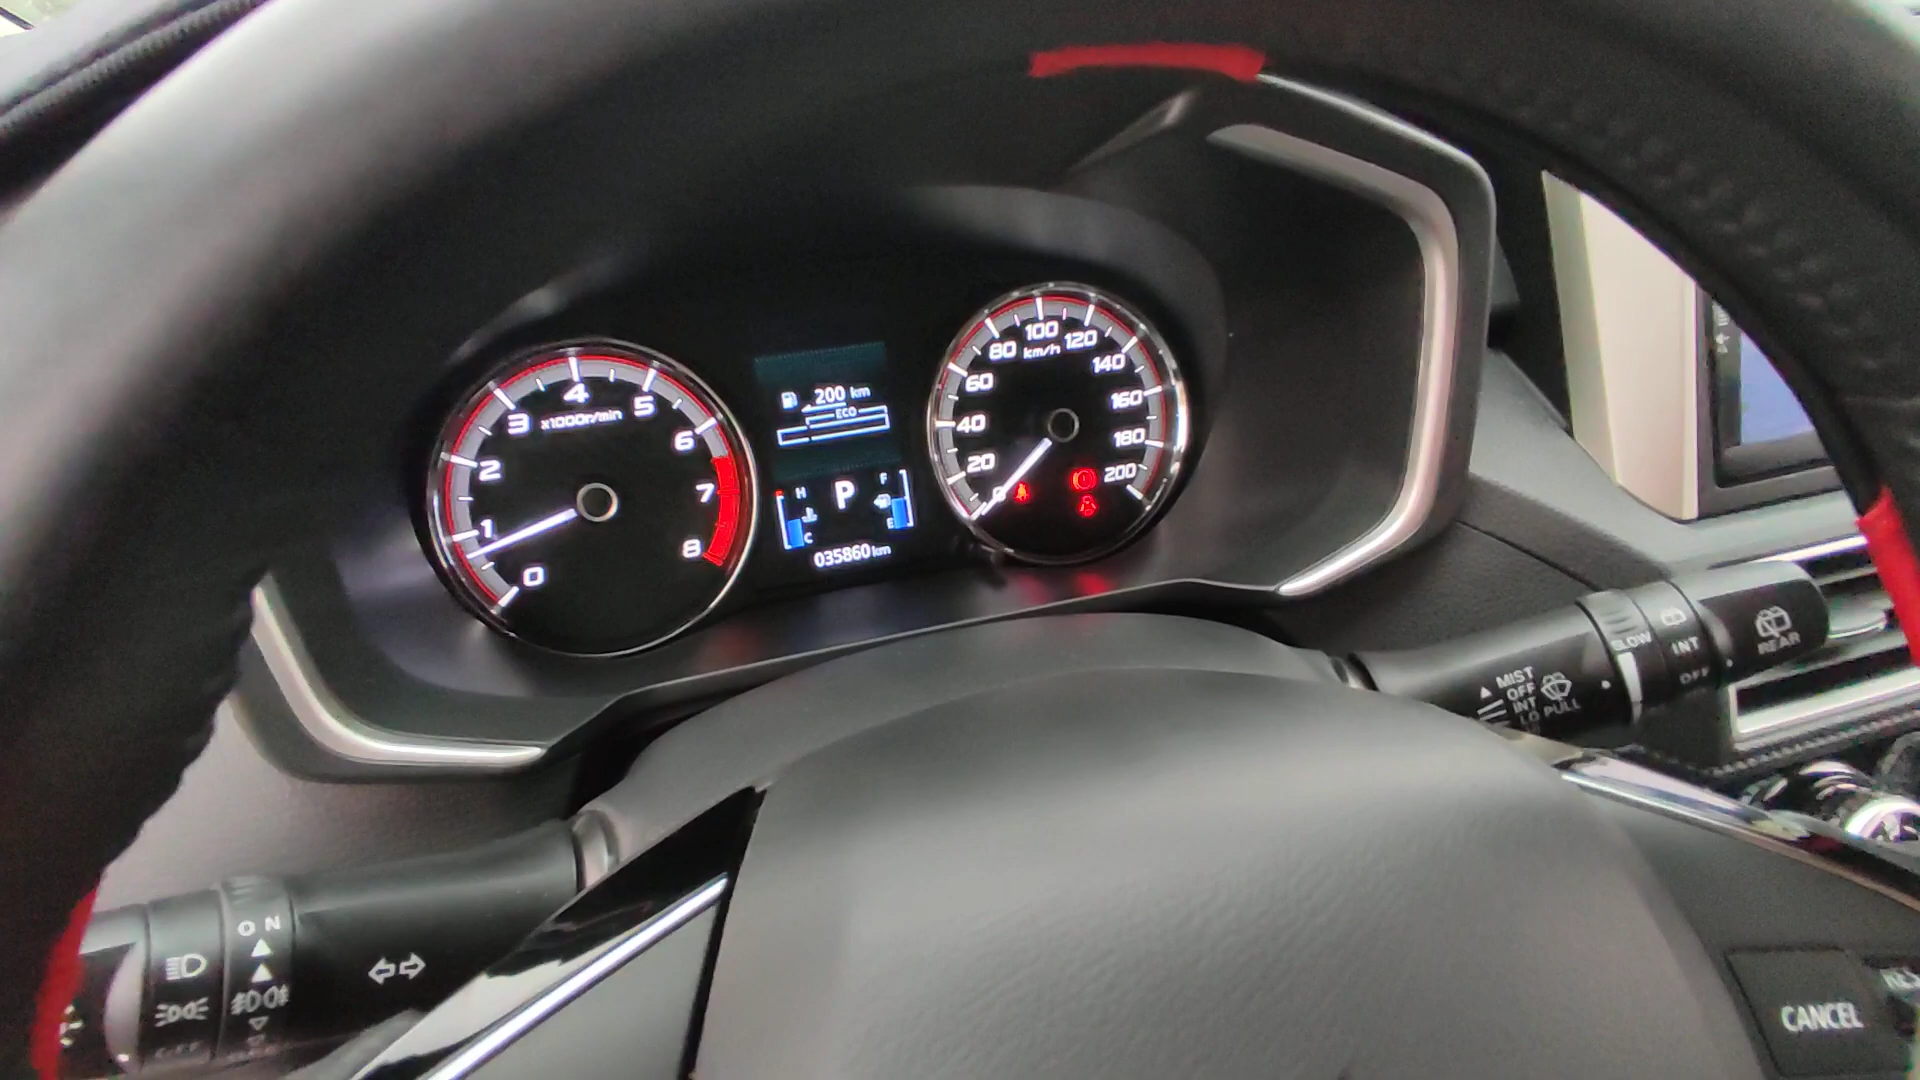 0
1
2
3
4
5
6
7
8
x1000r/min
200 km
ECO
H
C
P
F
E
035860km
0
20
40
60
80
100
120
140
160
180
200
km/h
MIST
OFF
INT
LO PULL
SLOW
INT
OFF
REAR
ON
CANCEL